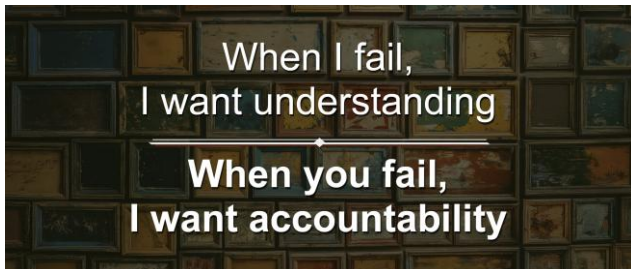 When I fail,
I want understanding
When you fail,
I want accountability